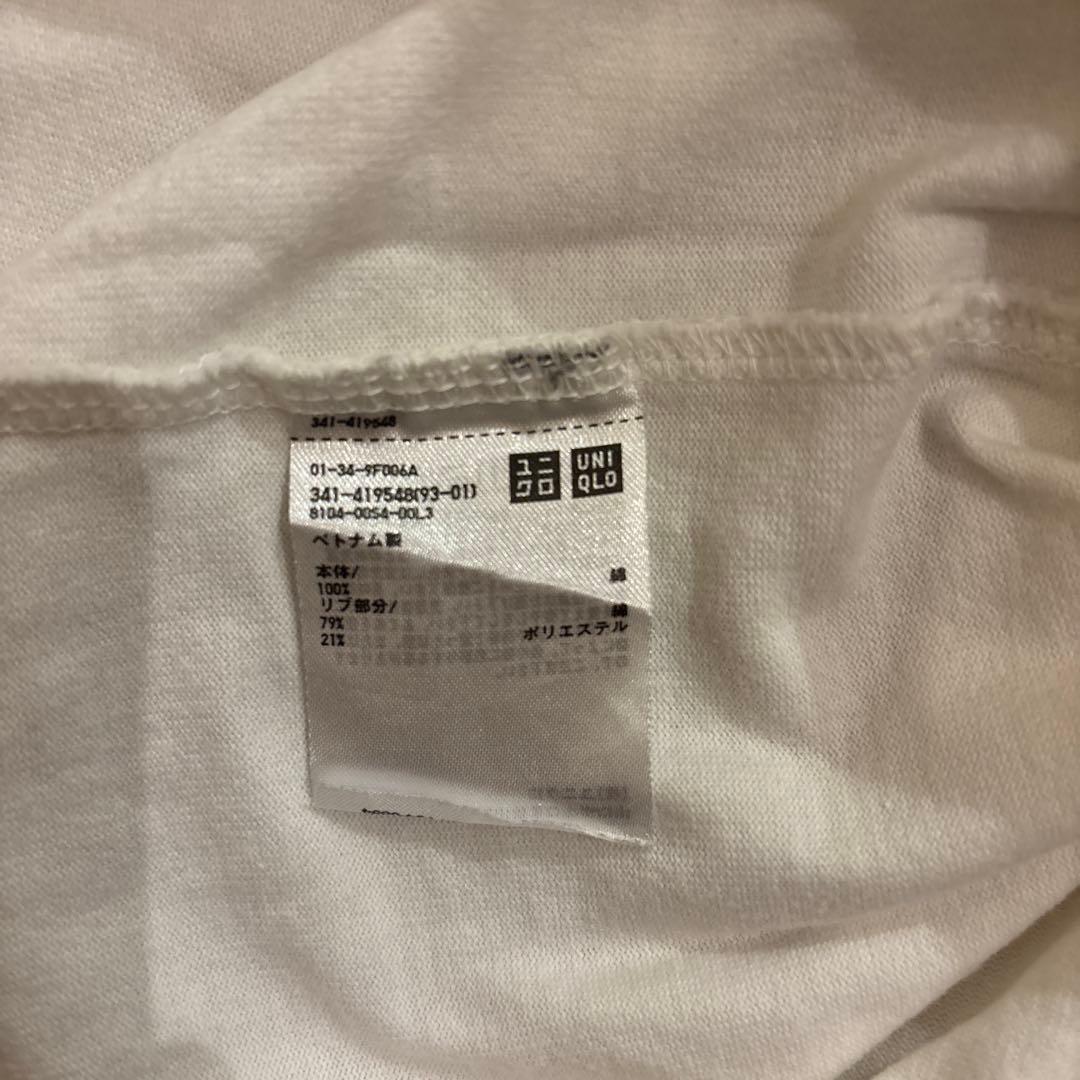 341-419548
01-34-9F006A
ユニクロ
UNIQLO
341-419548(93-01)
8104-0054-00L3
ベトナム製
本体/ 綿
100%
リブ部分/ 綿
79% ポリエステル
21%